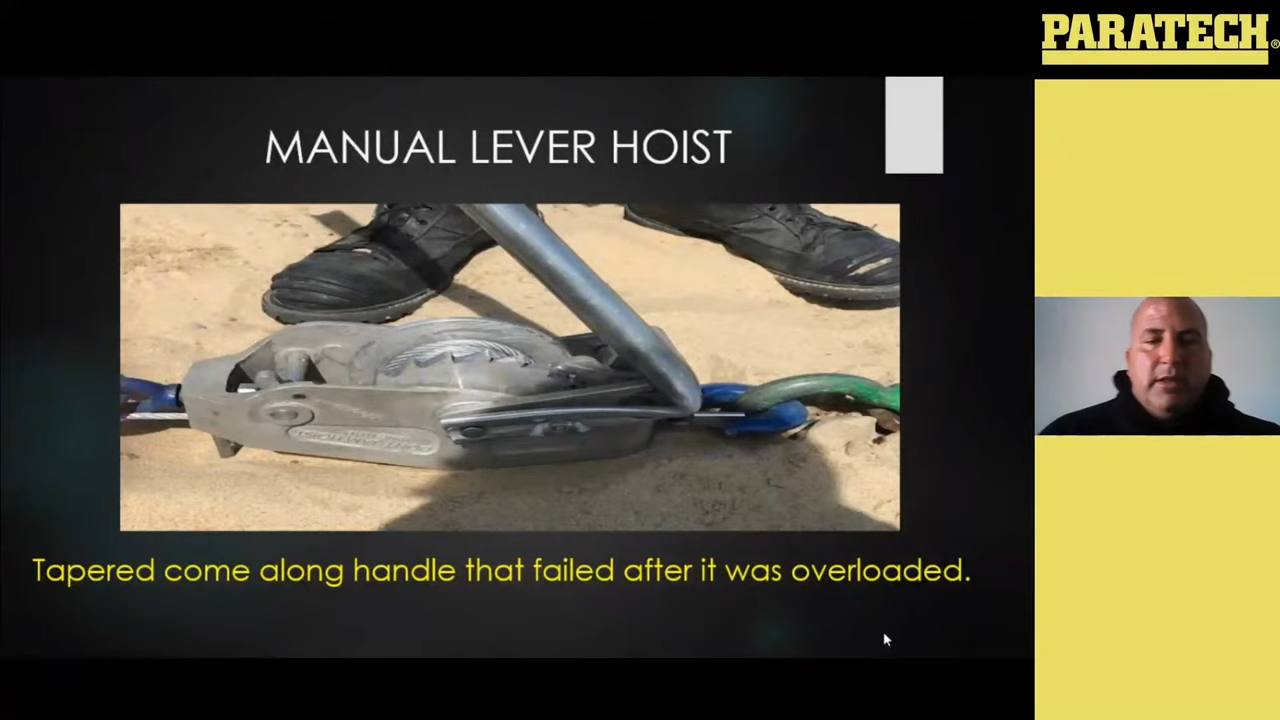 PARATECH®
MANUAL LEVER HOIST
Tapered come along handle that failed after it was overloaded.